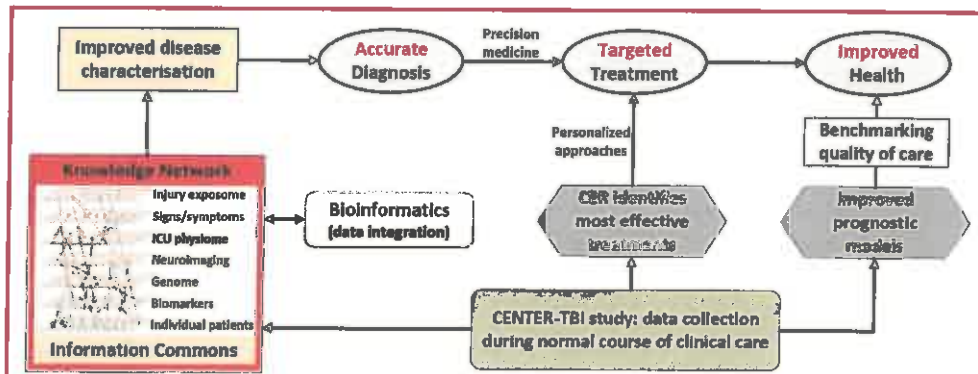 Improved disease
characterisation
Accurate
Diagnosis
Precision
medicine
Targeted
Treatment
Improved
Health
Knowledge Network
Injury exposome
Signs/symptoms
ICU physiome
Neuroimaging
Genome
Biomarkers
Individual patients
Information Commons
Bioinformatics
(data integration)
Personalized
approaches
CER identifies
most effective
treatments
Benchmarking
quality of care
Improved
prognostic
models
CENTER-TBI study: data collection
during normal course of clinical care